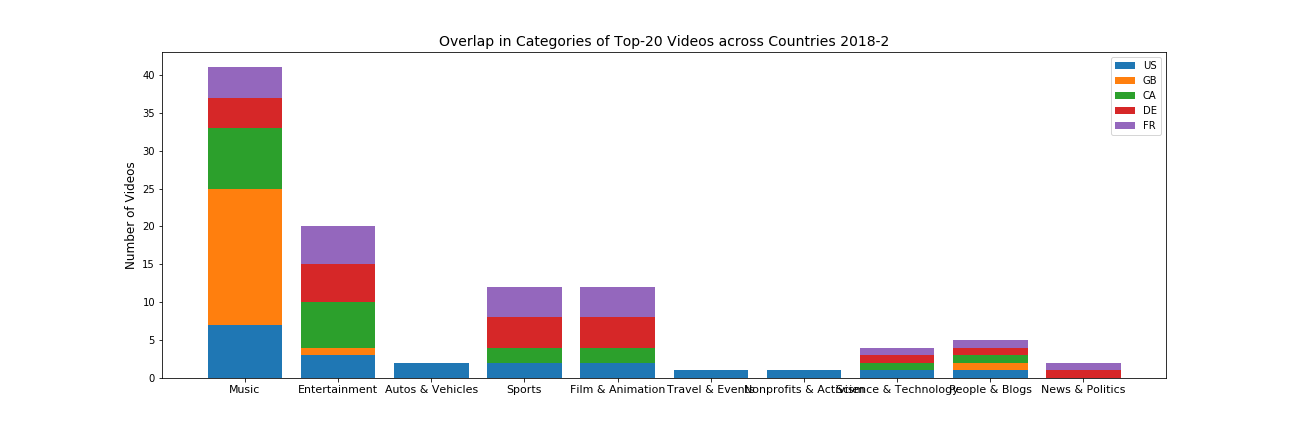 Overlap in Categories of Top-20 Videos across Countries 2018-2
US
GB
CA
DE
FR
Number of Videos
40
35
30
25
20
15
10
5
0
Music
Entertainment
Autos & Vehicles
Sports
Film & Animation
Travel & Events
Nonprofits & Activism
Science & Technology
People & Blogs
News & Politics